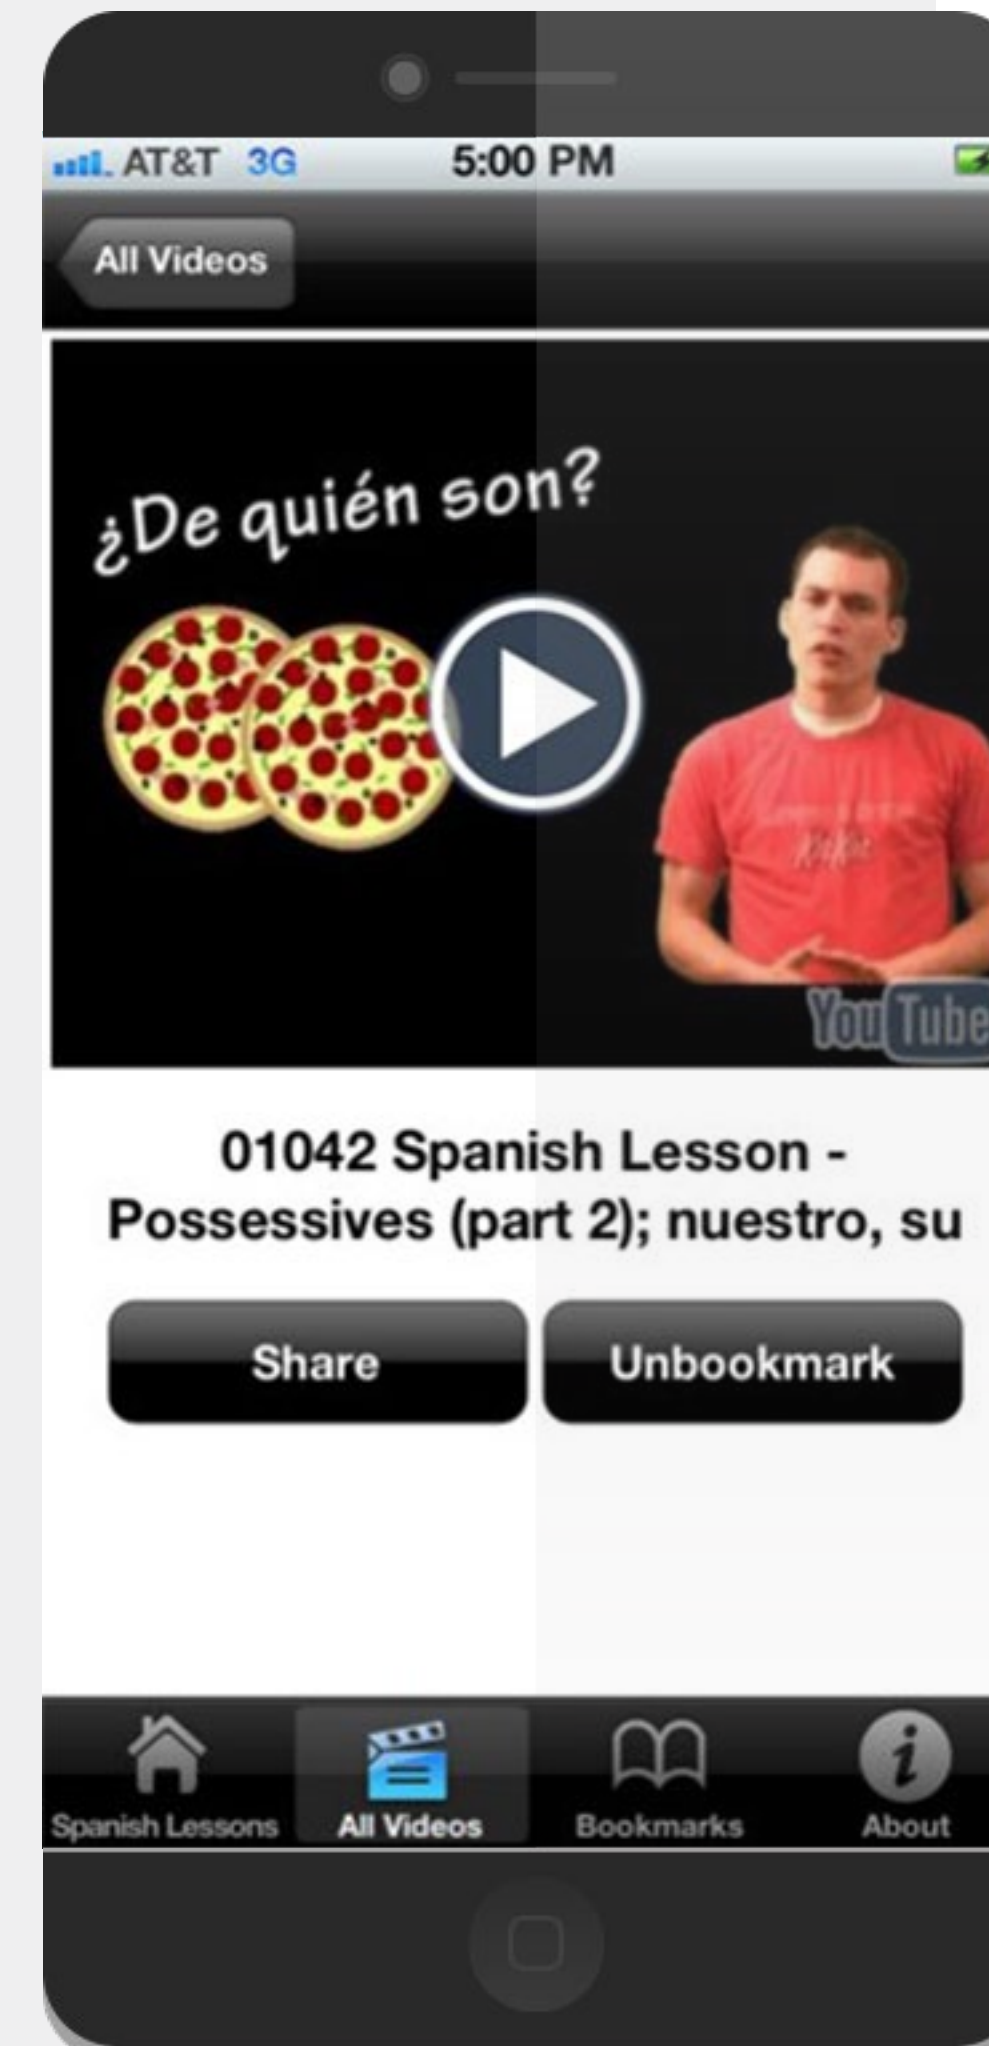 AT&T 3G 5:00 PM
All Videos
¿De quién son?
YouTube
01042 Spanish Lesson -
Possessives (part 2); nuestro, su
Share Unbookmark
Spanish Lessons All Videos Bookmarks About